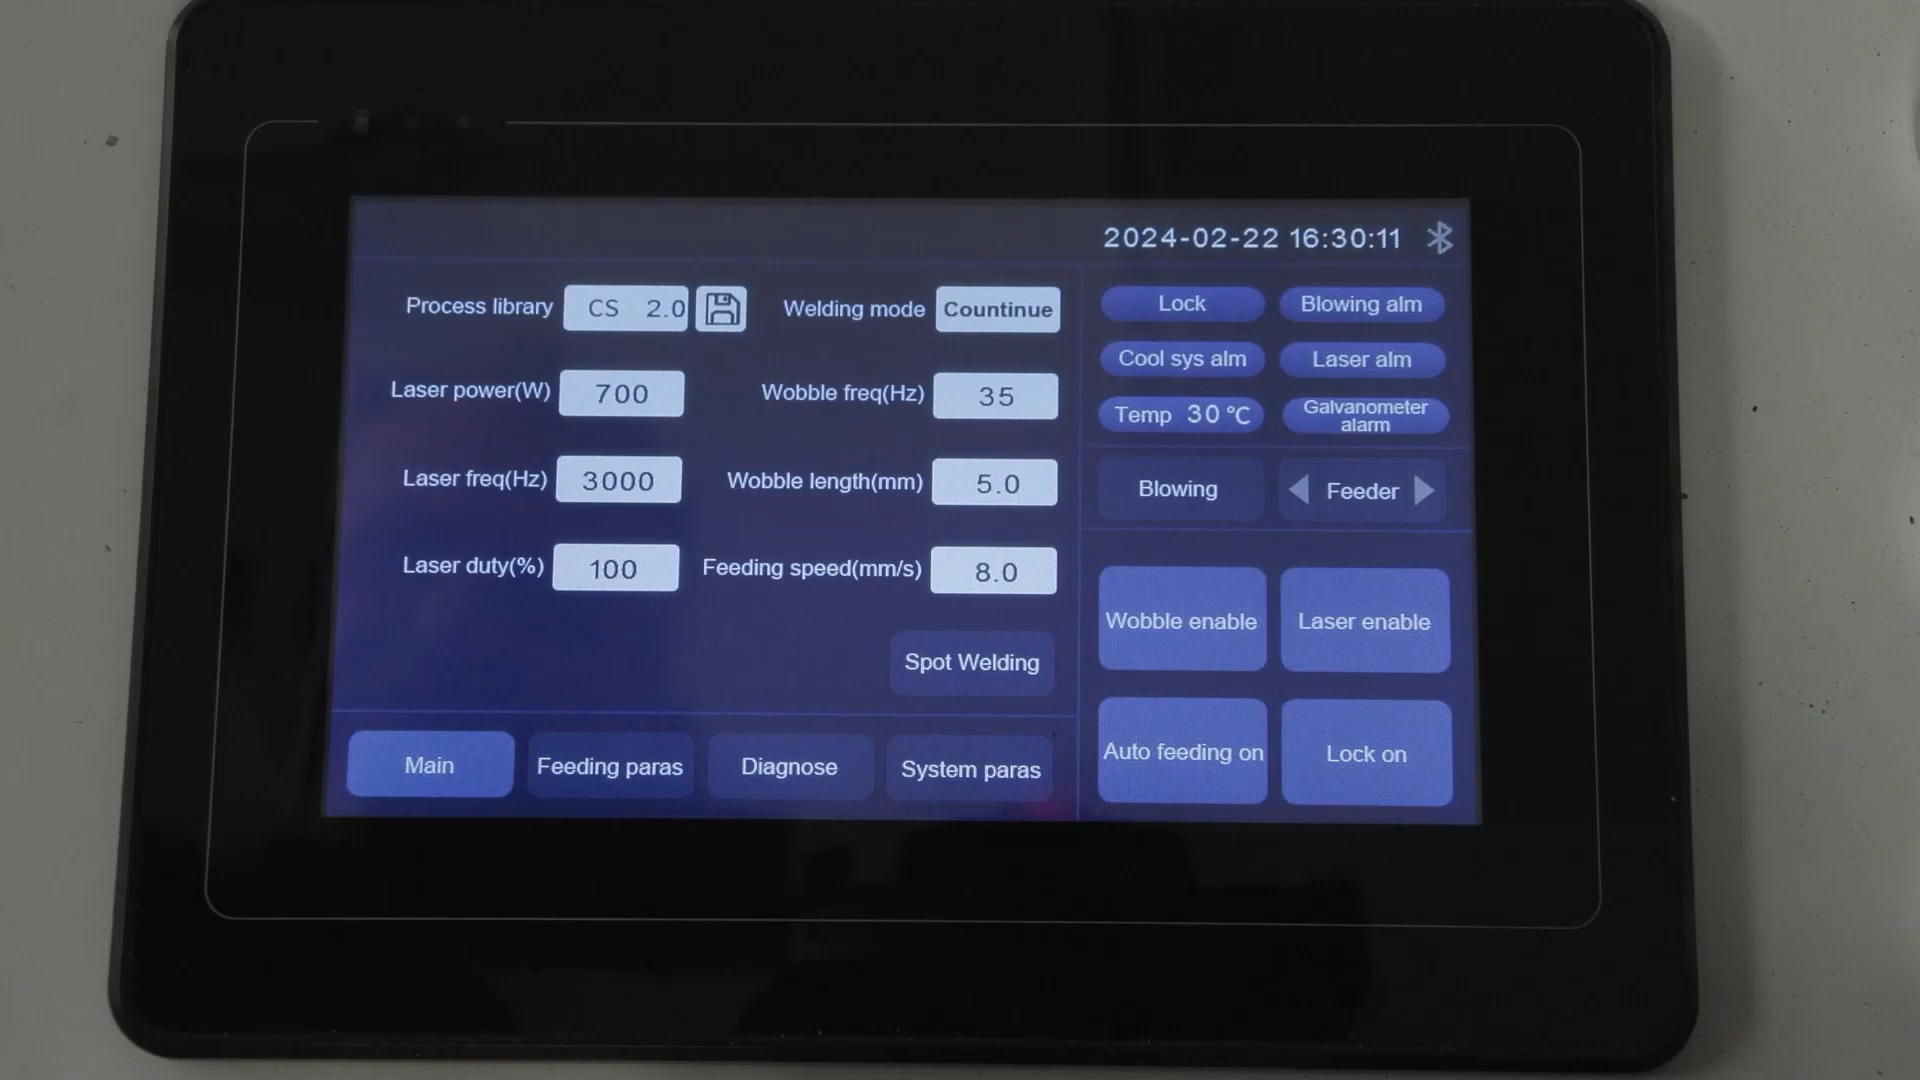 2024-02-22 16:30:11
Process library CS 2.0
Welding mode Countinue
Laser power(W) 700
Wobble freq(Hz) 35
Laser freq(Hz) 3000
Wobble length(mm) 5.0
Laser duty(%) 100
Feeding speed(mm/s) 8.0
Spot Welding
Main
Feeding paras
Diagnose
System paras
Lock
Blowing alm
Cool sys alm
Laser alm
Temp 30 ℃
Galvanometer
alarm
Blowing
Feeder
Wobble enable
Laser enable
Auto feeding on
Lock on